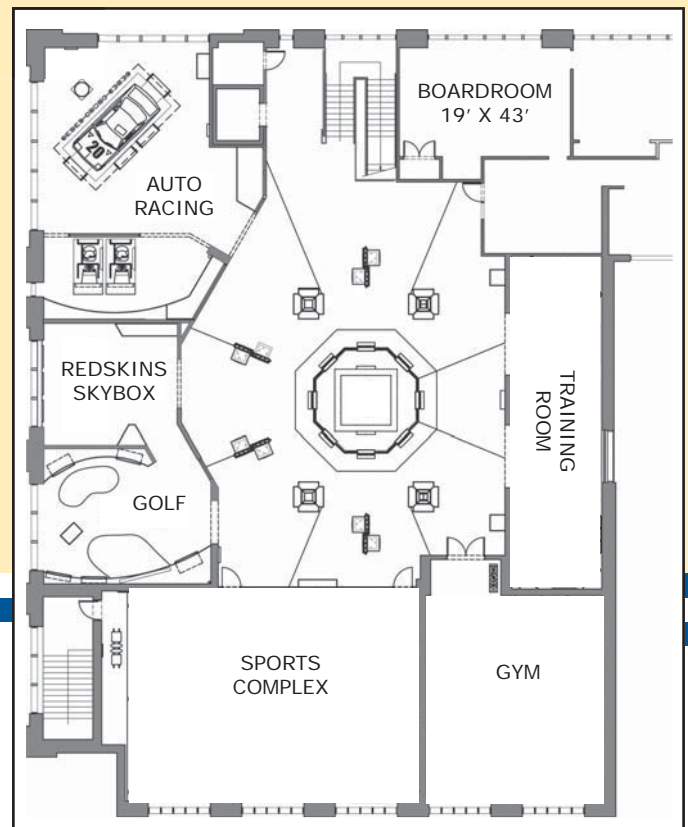 BOARDROOM
19' X 43'
20
AUTO
RACING
REDSKINS
SKYBOX
TRAINING
ROOM
GOLF
SPORTS
COMPLEX
GYM